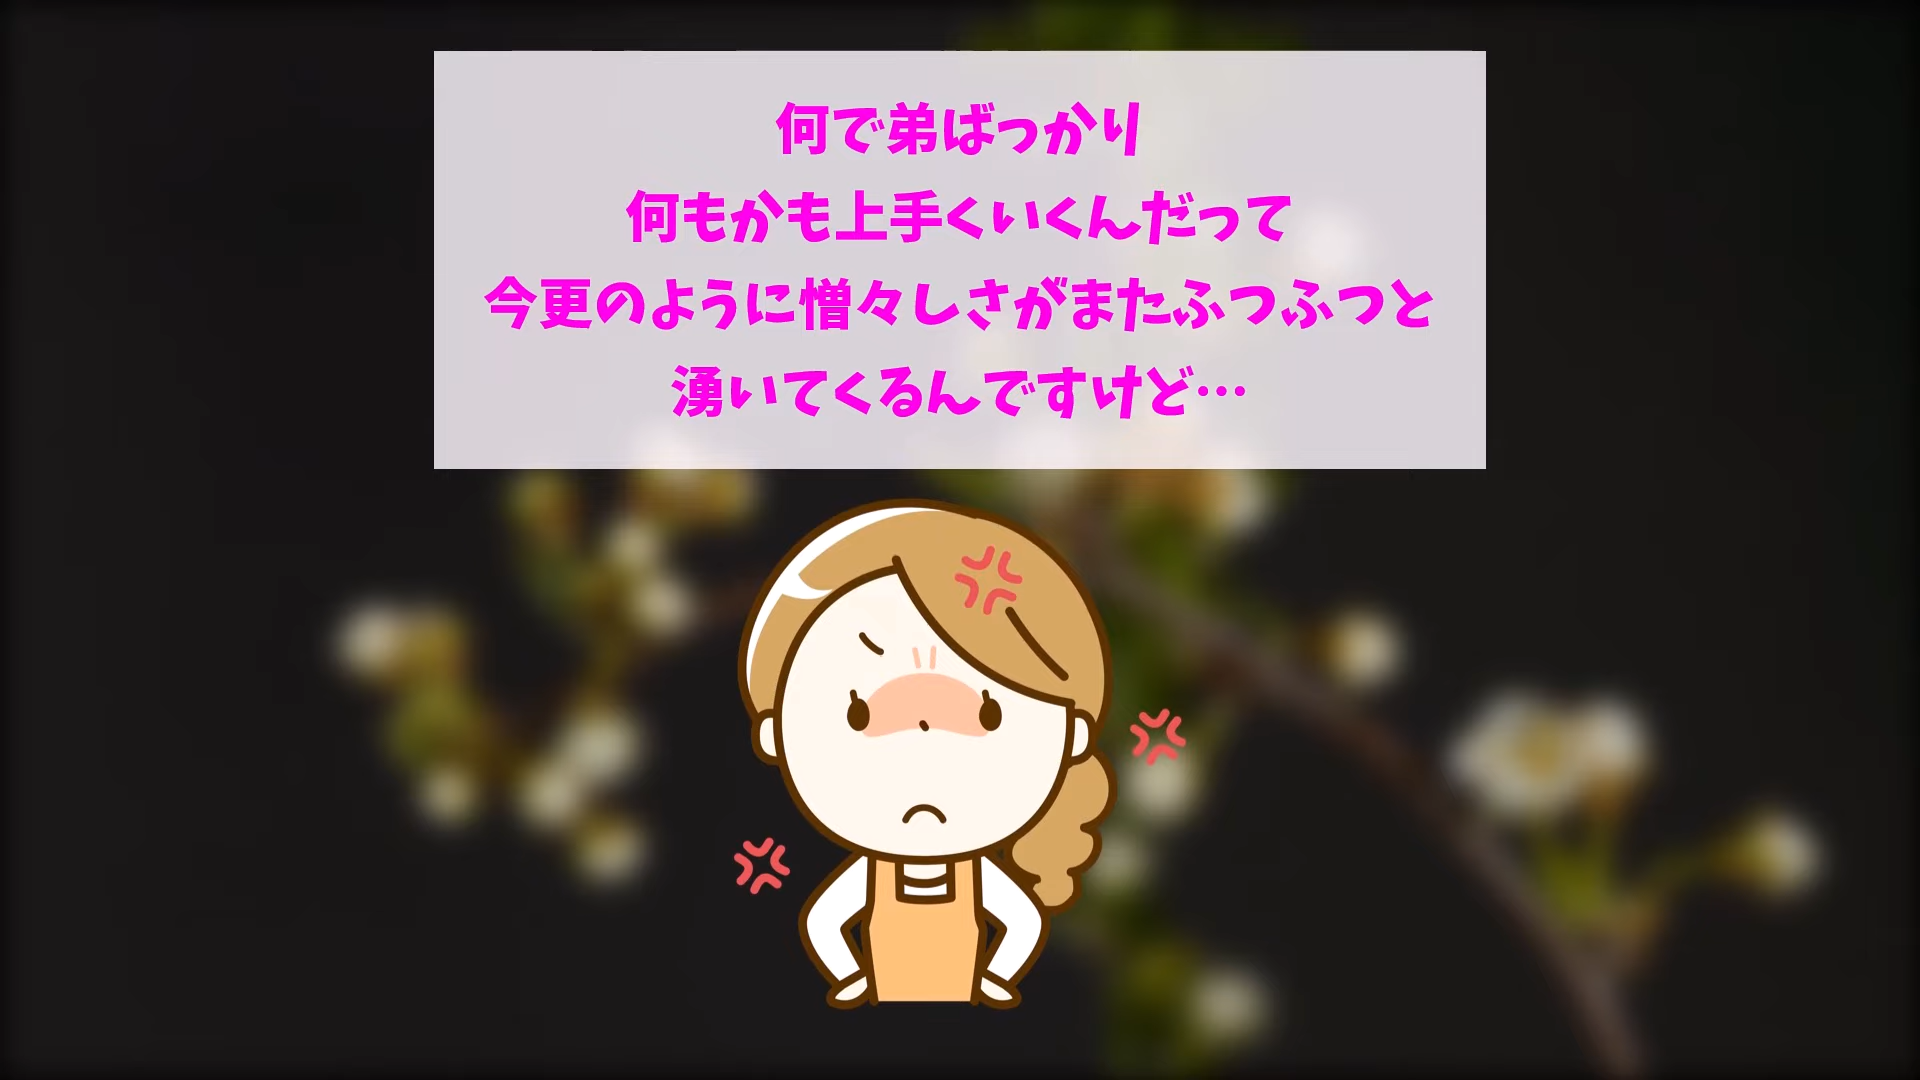 何で弟ばっかり
何もかも上手くいくんだって
今更のように憎々しさがまたふつふつと
湧いてくるんですけど…